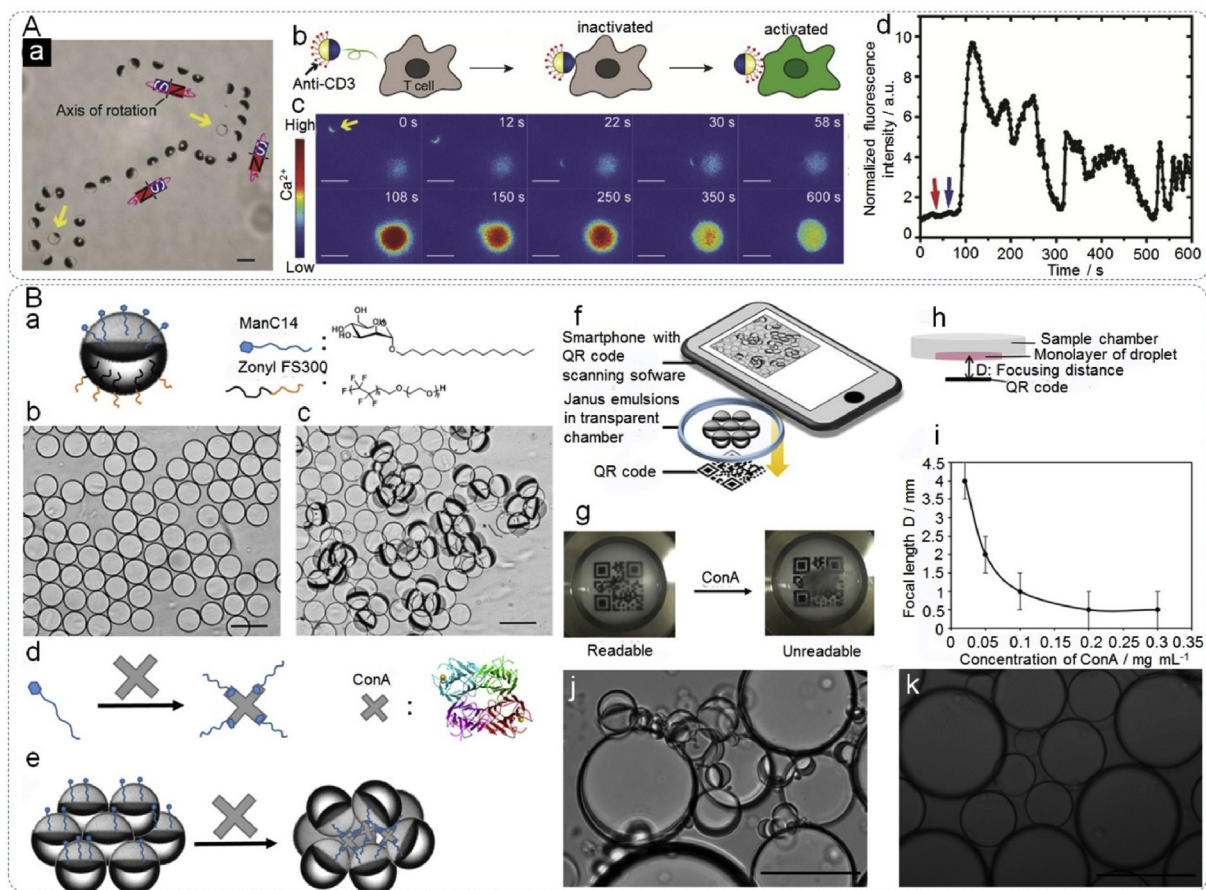 A
a
Axis of rotation
S
N
S
N
S
N
b
inactivated
activated
Anti-CD3
T cell
c
High
Ca2+
Low
0 s
12 s
22 s
30 s
58 s
108 s
150 s
250 s
350 s
600 s
d
Normalized fluorescence
intensity / a.u.
10
8
6
4
2
0
0
100
200
300
400
500
600
Time / s
B
a
ManC14
:
HO
OH
HO
HO
O
O
Zonyl FS300
:
F
F
F
F
F
n
O
O
n
H
b
c
d
ConA
:
e
f
Smartphone with
QR code
scanning sofware
Janus emulsions
in transparent
chamber
QR code
g
ConA
Readable
Unreadable
h
Sample chamber
Monolayer of droplet
D: Focusing distance
QR code
i
Focal length D / mm
4.5
4
3.5
3
2.5
2
1.5
1
0.5
0
0.05
0.1
0.15
0.2
0.25
0.3
0.35
Concentration of ConA / mg mL-1
j
k